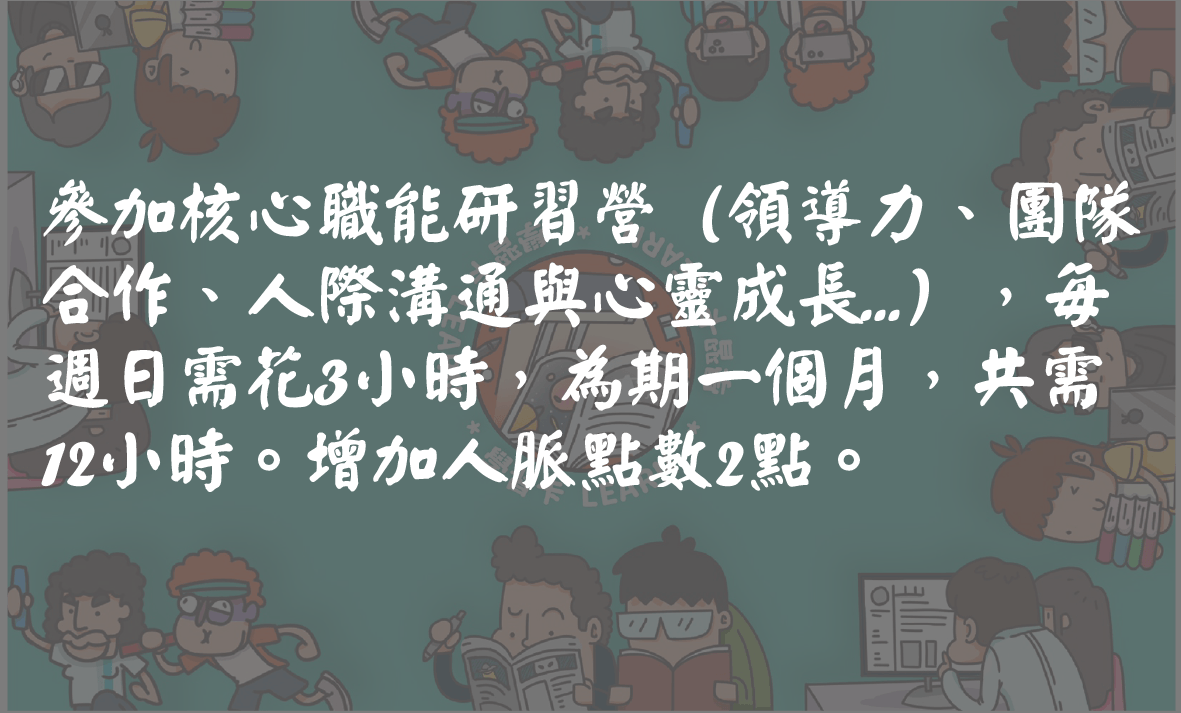 參加核心職能研習營（領導力、團隊
合作、人際溝通與心靈成長...），每
週日需花3小時，為期一個月，共需
12小時。增加人脈點數2點。